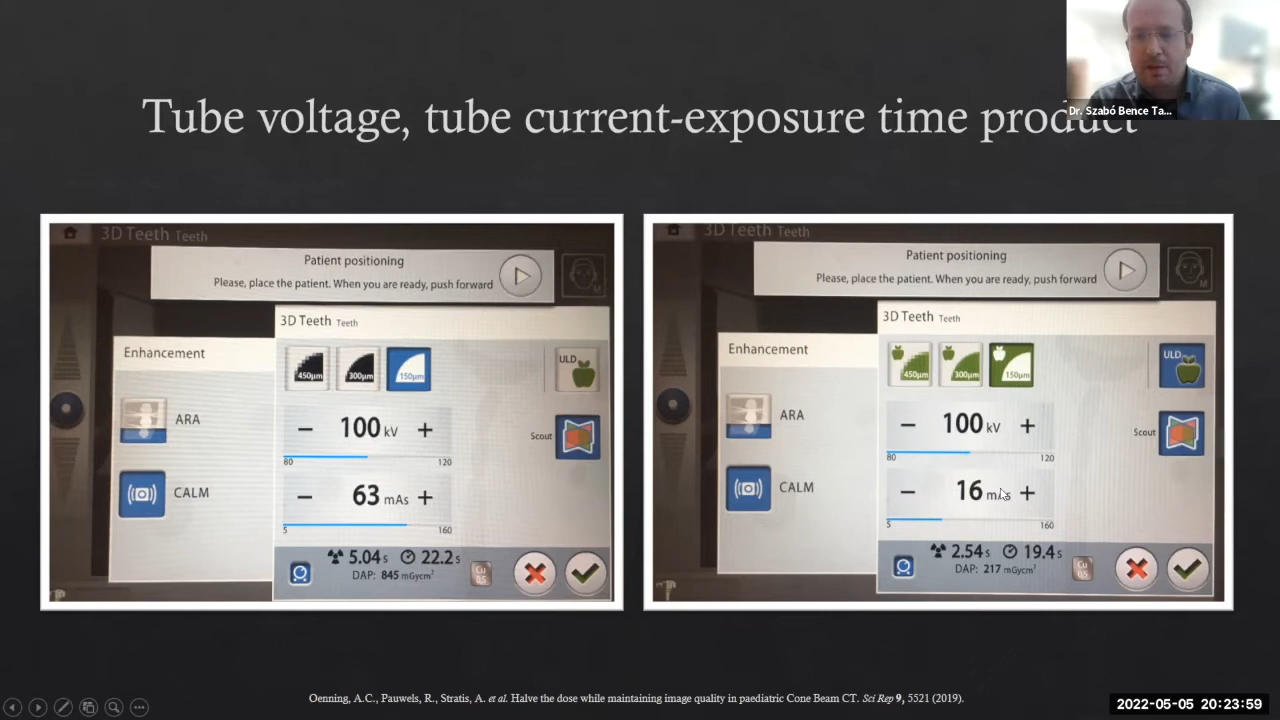 Dr. Szabó Bence Ta...
Tube voltage, tube current-exposure time product
3D Teeth Teeth
Patient positioning
Please, place the patient. When you are ready, push forward
M
3D Teeth Teeth
Enhancement
ARA
CALM
450µm
300µm
150µm
ULD
100 kV
80
120
Scout
63 mAs
5
160
5.04 s
22.2 s
DAP: 845 mGycm²
Cu
0.5
3D Teeth Teeth
Patient positioning
Please, place the patient. When you are ready, push forward
M
3D Teeth Teeth
Enhancement
ARA
CALM
450µm
300µm
150µm
ULD
100 kV
80
120
Scout
16 mAs
5
160
2.54 s
19.4 s
DAP: 217 mGycm²
Cu
0.5
Oenning, A.C., Pauwels, R., Stratis, A. et al. Halve the dose while maintaining image quality in paediatric Cone Beam CT. Sci Rep 9, 5521 (2019).
2022-05-05 20:23:59